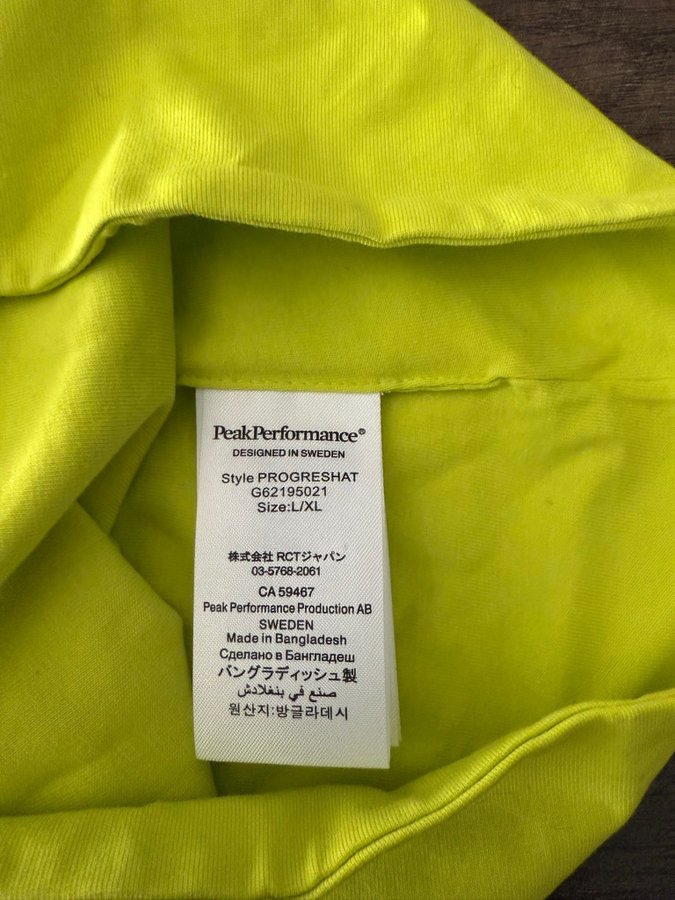 PeakPerformance®
DESIGNED IN SWEDEN
Style PROGRESHAT
G62195021
Size:L/XL
株式会社 RCTジャパン
03-5768-2061
CA 59467
Peak Performance Production AB
SWEDEN
Made in Bangladesh
Сделано в Бангладеш
バングラディッシュ製
صنع في بنغلادش
원산지:방글라데시